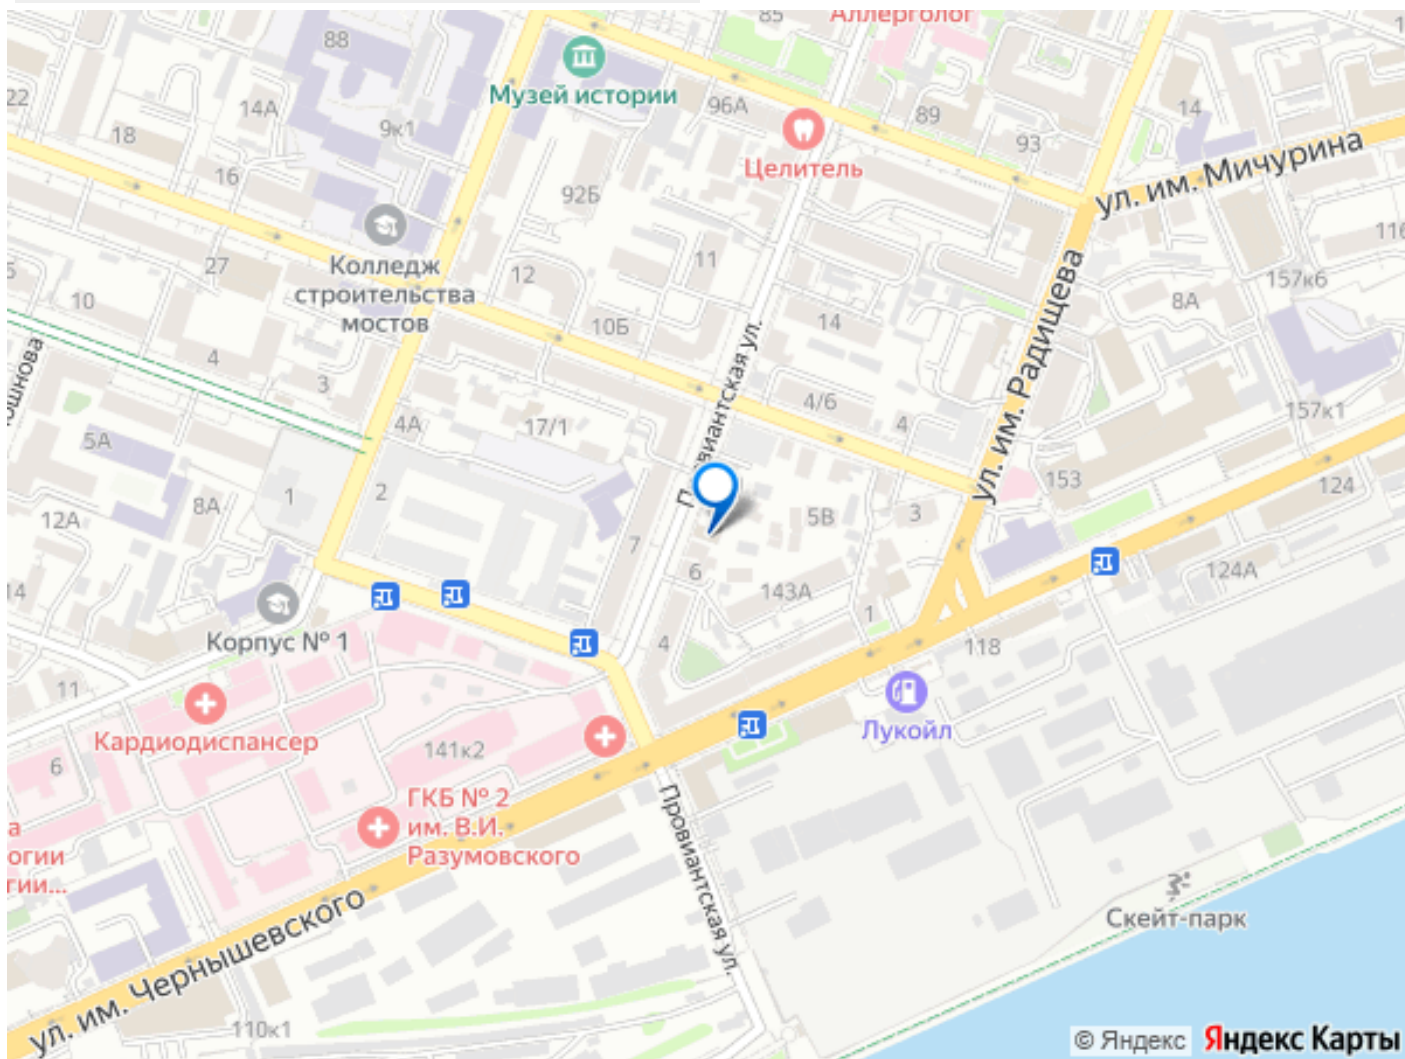 85
Аллерголог
88
Музей истории
22
14А
96А
89
14
18
9к1
93
Целитель
ул. им. Мичурина
16
92Б
116
Колледж
строительства
мостов
27
12
11
157к6
10
10Б
14
8А
Провиантская ул.
ул. им. Радищева
4
3
4/6
157к1
5А
4А
17/1
4
153
124
1
2
8А
12А
7
5В
3
14
6
143А
124А
Корпус № 1
4
1
118
11
Кардиодиспансер
141к2
Лукойл
6
ГКБ № 2
им. В.И.
Разумовского
а
огии
гии...
Провиантская ул.
ул. им. Чернышевского
Скейт-парк
110к1
© Яндекс Яндекс Карты